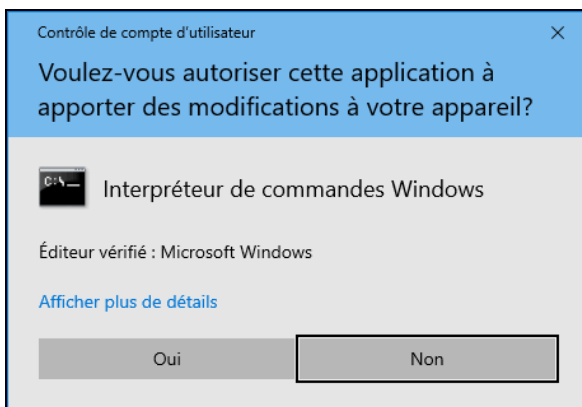 Contrôle de compte d'utilisateur
Voulez-vous autoriser cette application à
apporter des modifications à votre appareil?
C:\
Interpréteur de commandes Windows
Éditeur vérifié : Microsoft Windows
Afficher plus de détails
Oui
Non